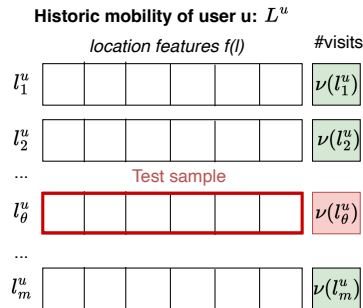 Historic mobility of user u: L^u
location features f(l) #visits
l_1^u ν(l_1^u)
l_2^u ν(l_2^u)
...
Test sample
l_θ^u ν(l_θ^u)
...
l_m^u ν(l_m^u)